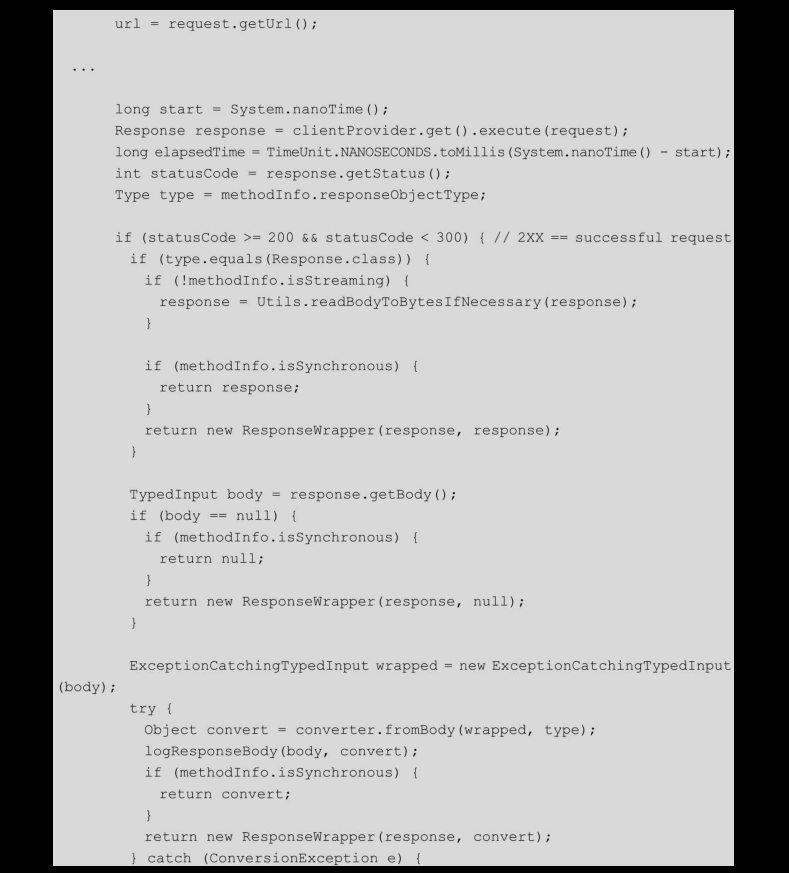 url = request.getUrl();
...
long start = System.nanoTime();
Response response = clientProvider.get().execute(request);
long elapsedTime = TimeUnit.NANOSECONDS.toMillis(System.nanoTime() - start);
int statusCode = response.getStatus();
Type type = methodInfo.responseObjectType;
if (statusCode >= 200 && statusCode < 300) { // 2XX == successful request
if (type.equals(Response.class)) {
if (!methodInfo.isStreaming) {
response = Utils.readBodyToBytesIfNecessary(response);
}
if (methodInfo.isSynchronous) {
return response;
}
return new ResponseWrapper(response, response);
}
TypedInput body = response.getBody();
if (body == null) {
if (methodInfo.isSynchronous) {
return null;
}
return new ResponseWrapper(response, null);
}
ExceptionCatchingTypedInput wrapped = new ExceptionCatchingTypedInput
(body);
try {
Object convert = converter.fromBody(wrapped, type);
logResponseBody(body, convert);
if (methodInfo.isSynchronous) {
return convert;
}
return new ResponseWrapper(response, convert);
} catch (ConversionException e) {